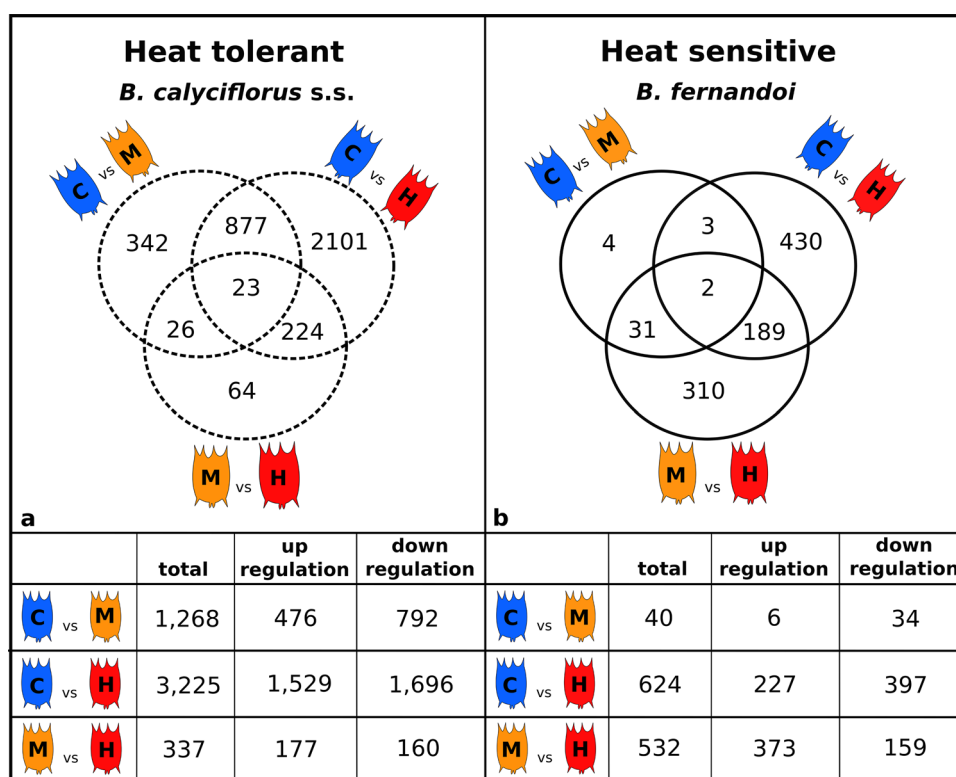 Heat tolerant
B. calyciflorus s.s.
C vs M
C vs H
342
877
2101
23
26
224
64
M vs H
a
Heat sensitive
B. fernandoi
C vs M
C vs H
4
3
430
2
31
189
310
M vs H
b
total up regulation down regulation
C vs M 1,268 476 792
C vs H 3,225 1,529 1,696
M vs H 337 177 160
total up regulation down regulation
C vs M 40 6 34
C vs H 624 227 397
M vs H 532 373 159